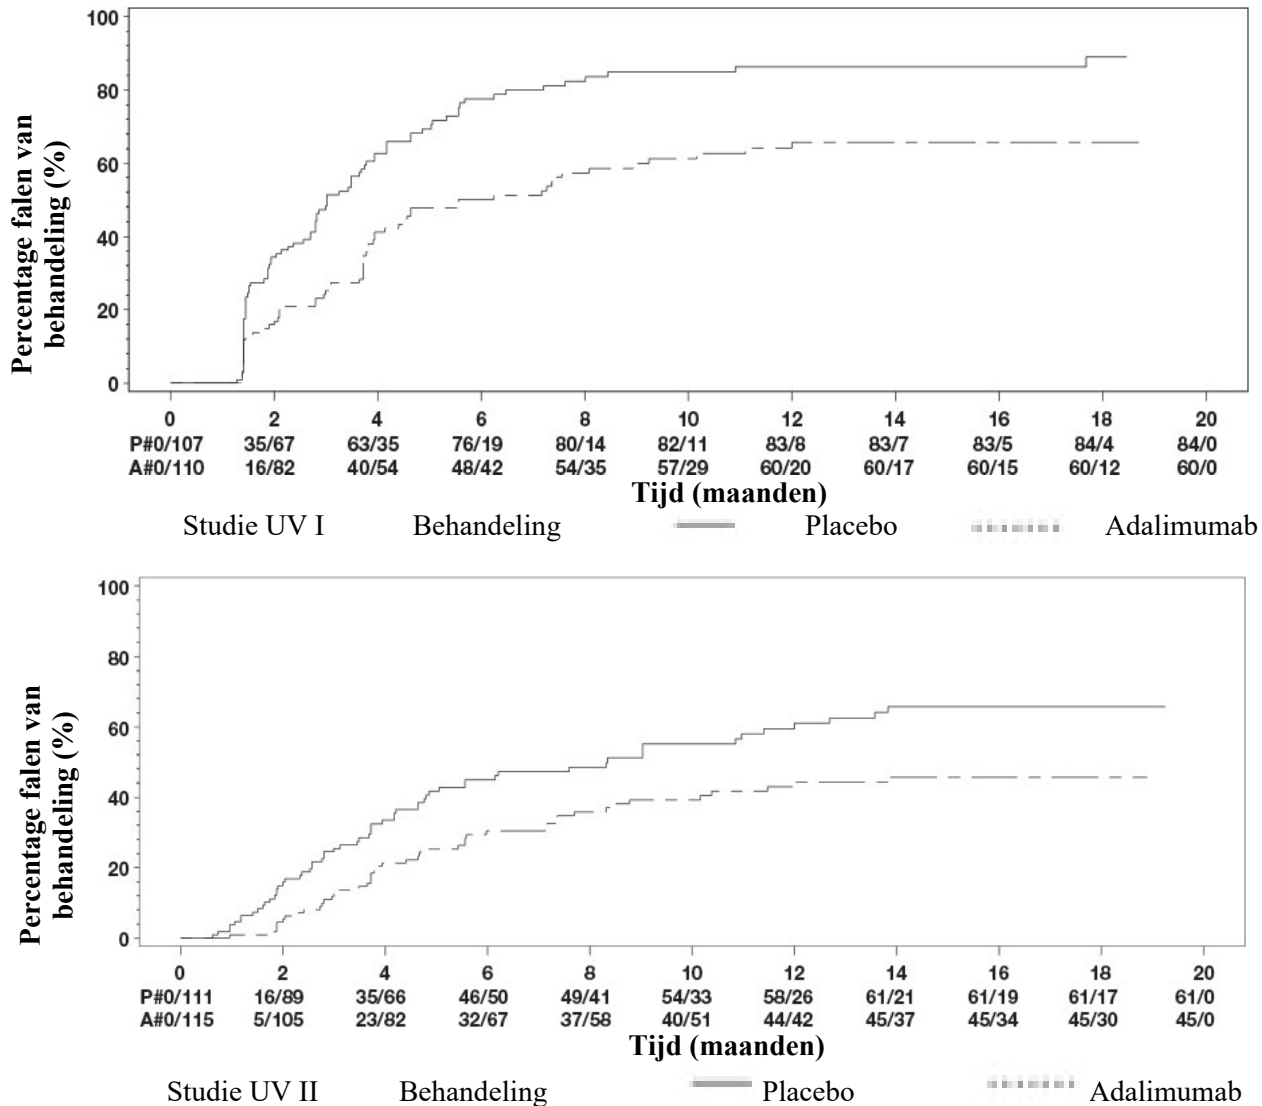 100
80
60
40
20
0
Percentage falen van
behandeling (%)
0 2 4 6 8 10 12 14 16 18 20
P#0/107 35/67 63/35 76/19 80/14 82/11 83/8 83/7 83/5 84/4 84/0
A#0/110 16/82 40/54 48/42 54/35 57/29 60/20 60/17 60/15 60/12 60/0
Tijd (maanden)
Studie UV I Behandeling Placebo Adalimumab
100
80
60
40
20
0
Percentage falen van
behandeling (%)
0 2 4 6 8 10 12 14 16 18 20
P#0/111 16/89 35/66 46/50 49/41 54/33 58/26 61/21 61/19 61/17 61/0
A#0/115 5/105 23/82 32/67 37/58 40/51 44/42 45/37 45/34 45/30 45/0
Tijd (maanden)
Studie UV II Behandeling Placebo Adalimumab